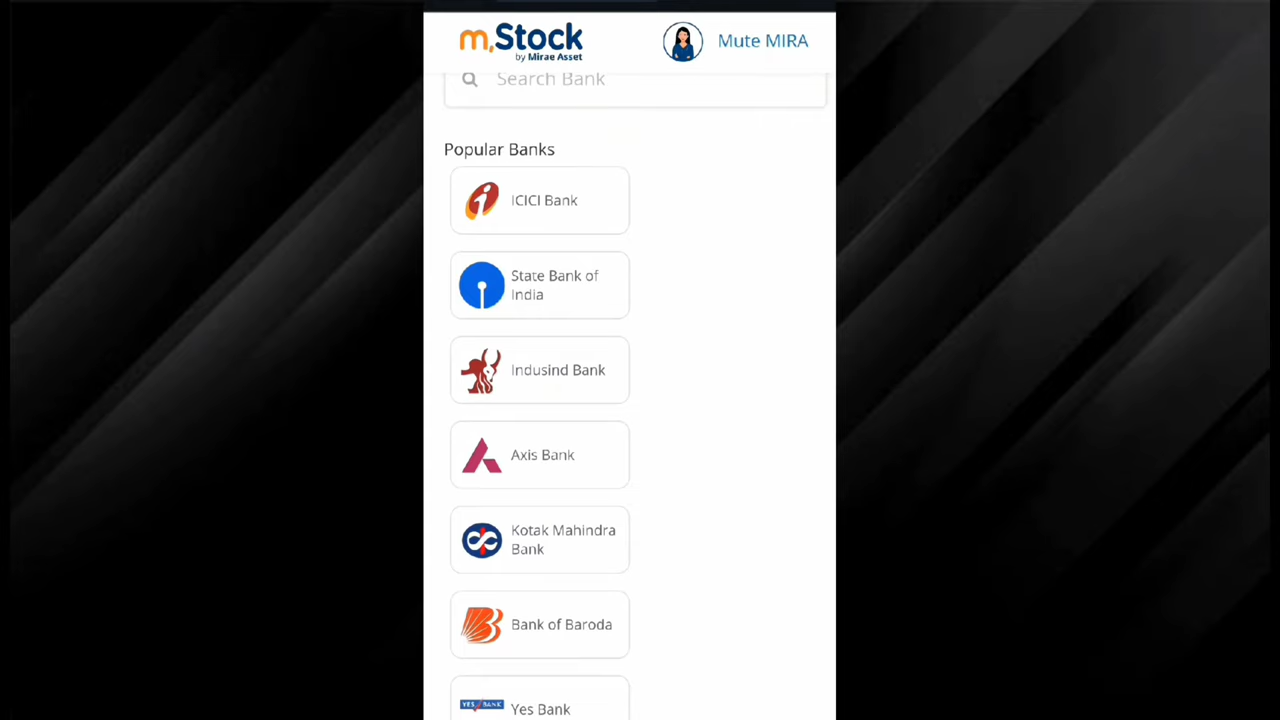 m.Stock
by Mirae Asset
Mute MIRA
Search Bank
Popular Banks
ICICI Bank
State Bank of
India
Indusind Bank
Axis Bank
Kotak Mahindra
Bank
Bank of Baroda
YES BANK
Yes Bank